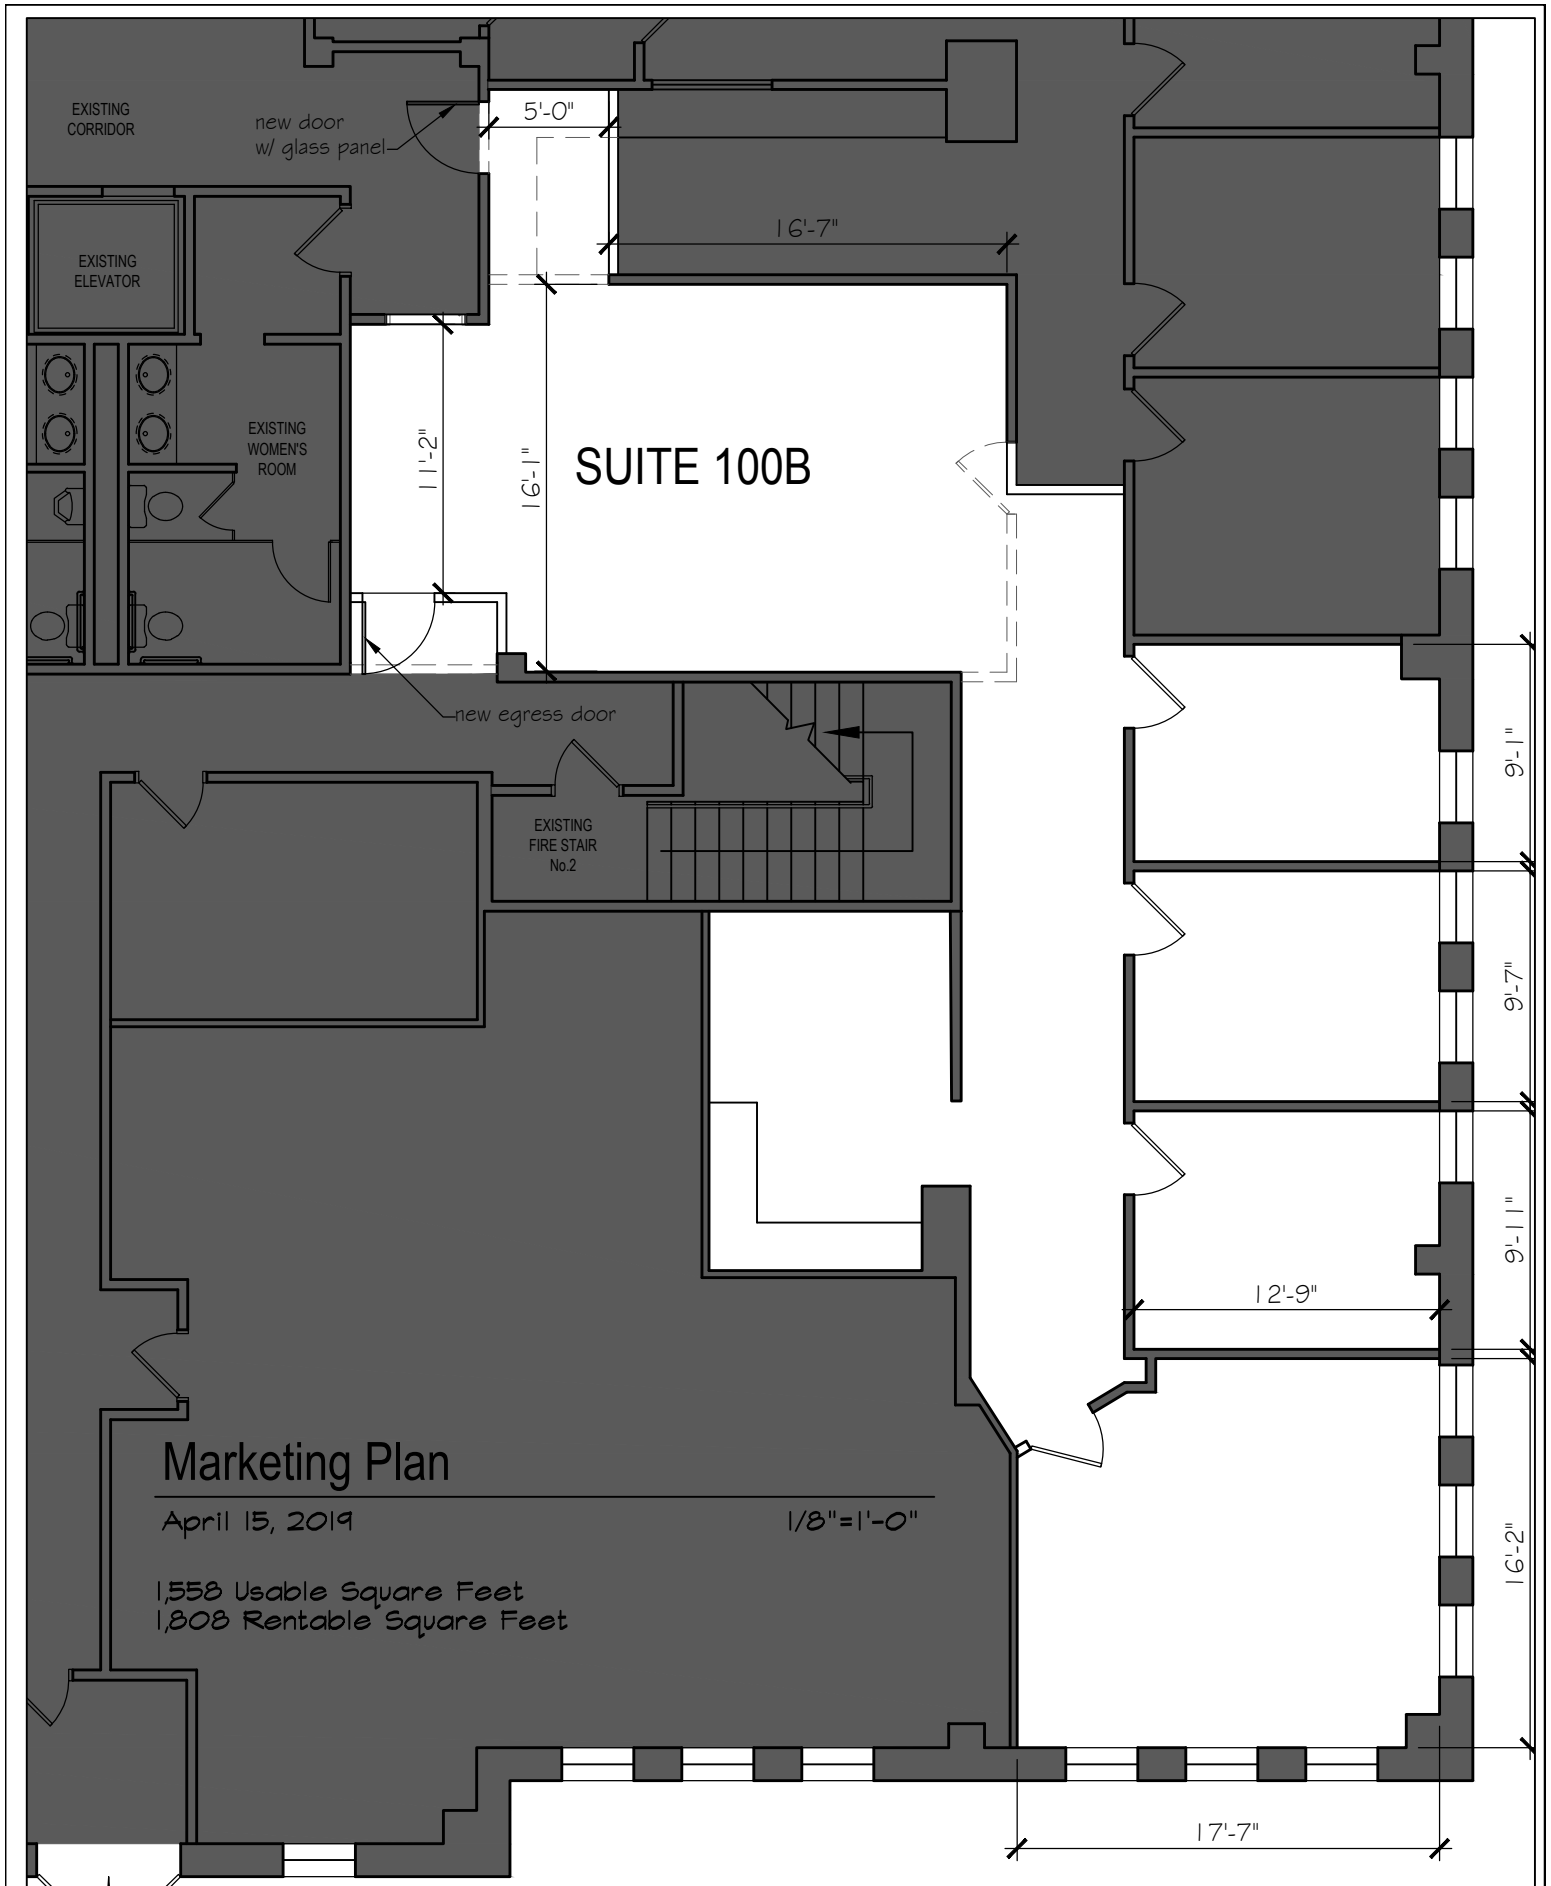 EXISTING
CORRIDOR
new door
w/ glass panel
5'-0"
16'-7"
EXISTING
ELEVATOR
EXISTING
WOMEN'S
ROOM
11'-2"
16'-1"
SUITE 100B
new egress door
9'-1"
EXISTING
FIRE STAIR
No.2
9'-7"
9'-11"
12'-9"
Marketing Plan
April 15, 2019
1/8"=1'-0"
1,558 Usable Square Feet
1,808 Rentable Square Feet
16'-2"
17'-7"